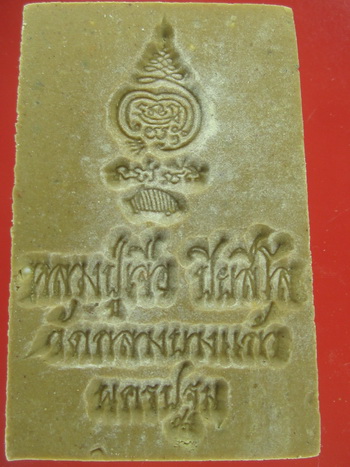 หลวงปู่เจือ ปิยสีโล
วัดกลางบางแก้ว
นครปฐม